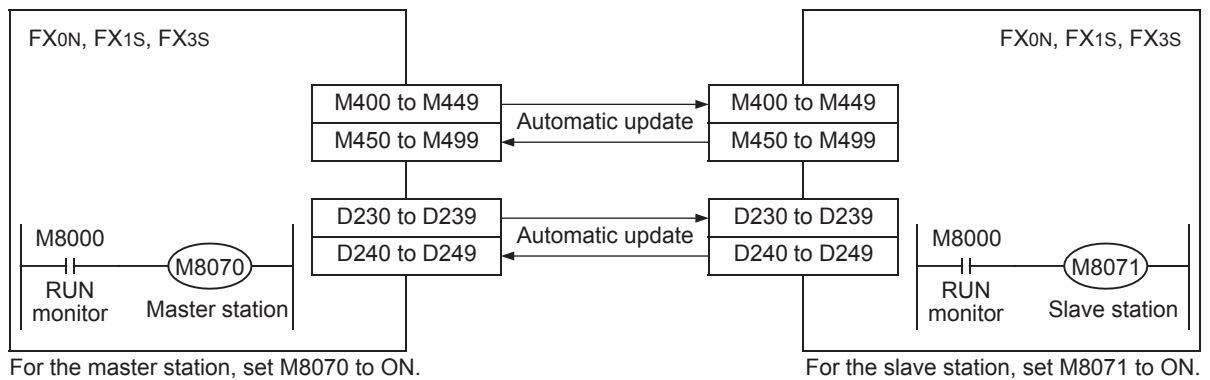 FX0N, FX1S, FX3S
FX0N, FX1S, FX3S
M400 to M449
Automatic update
M400 to M449
M450 to M499
M450 to M499
D230 to D239
Automatic update
D230 to D239
D240 to D249
D240 to D249
M8000
M8070
RUN
monitor
Master station
M8000
M8071
RUN
monitor
Slave station
For the master station, set M8070 to ON.
For the slave station, set M8071 to ON.